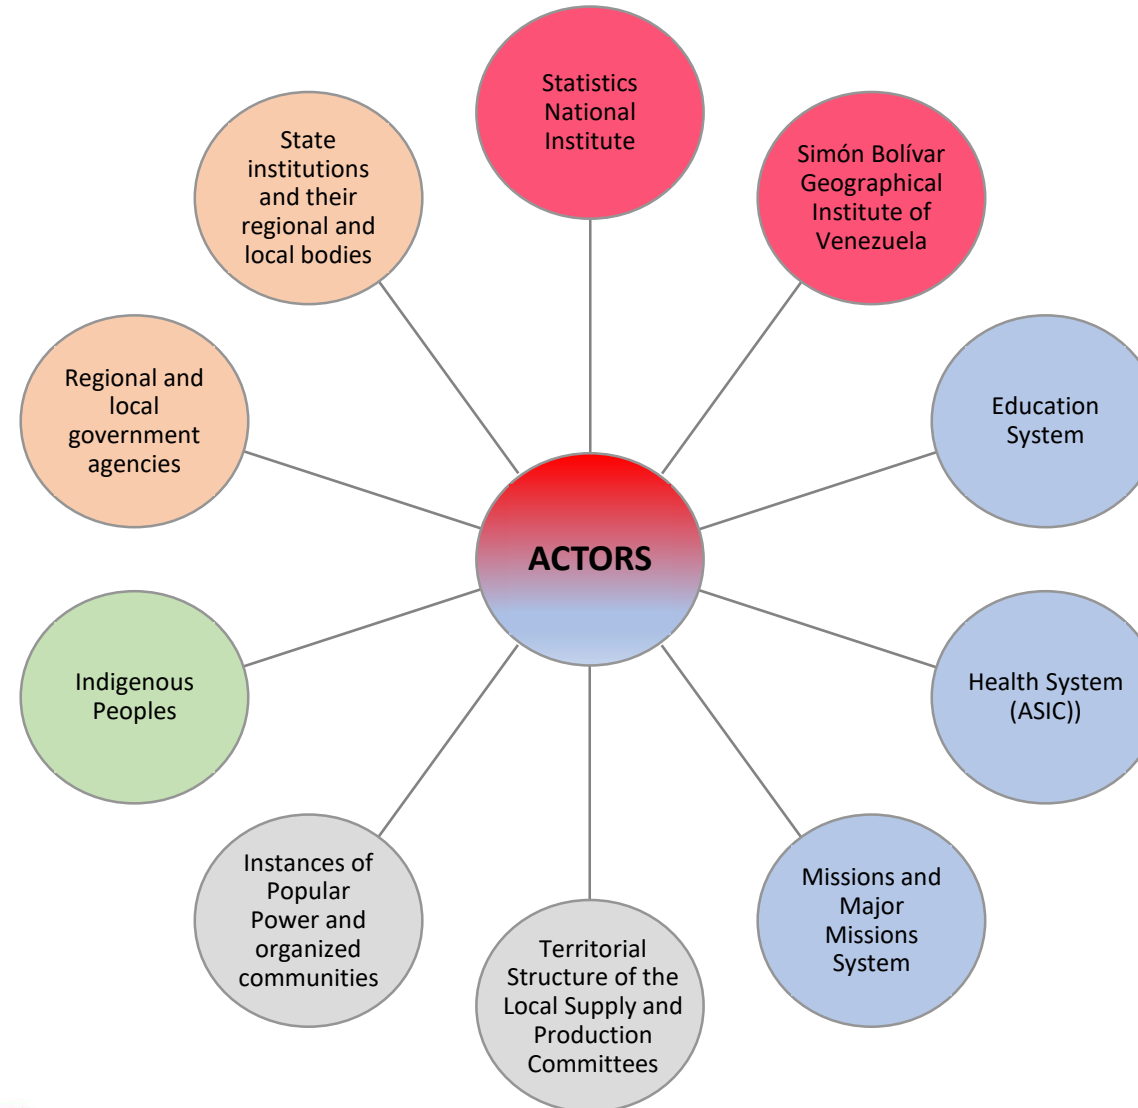 Statistics
National
Institute
Simón Bolívar
Geographical
Institute of
Venezuela
Education
System
Health System
(ASIC))
Missions and
Major
Missions
System
Territorial
Structure of the
Local Supply and
Production
Committees
Instances of
Popular
Power and
organized
communities
Indigenous
Peoples
Regional and
local
government
agencies
State
institutions
and their
regional and
local bodies
ACTORS